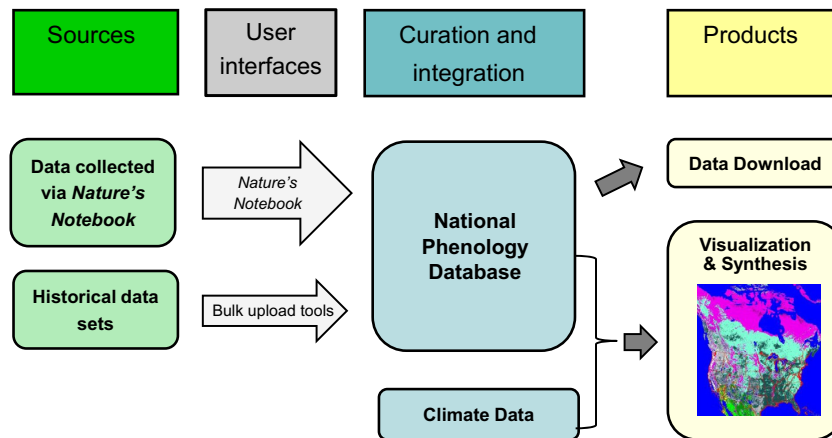 Sources
User
interfaces
Curation and
integration
Products
Data collected
via Nature's
Notebook
Nature's
Notebook
National
Phenology
Database
Data Download
Visualization
& Synthesis
Historical data
sets
Bulk upload tools
Climate Data